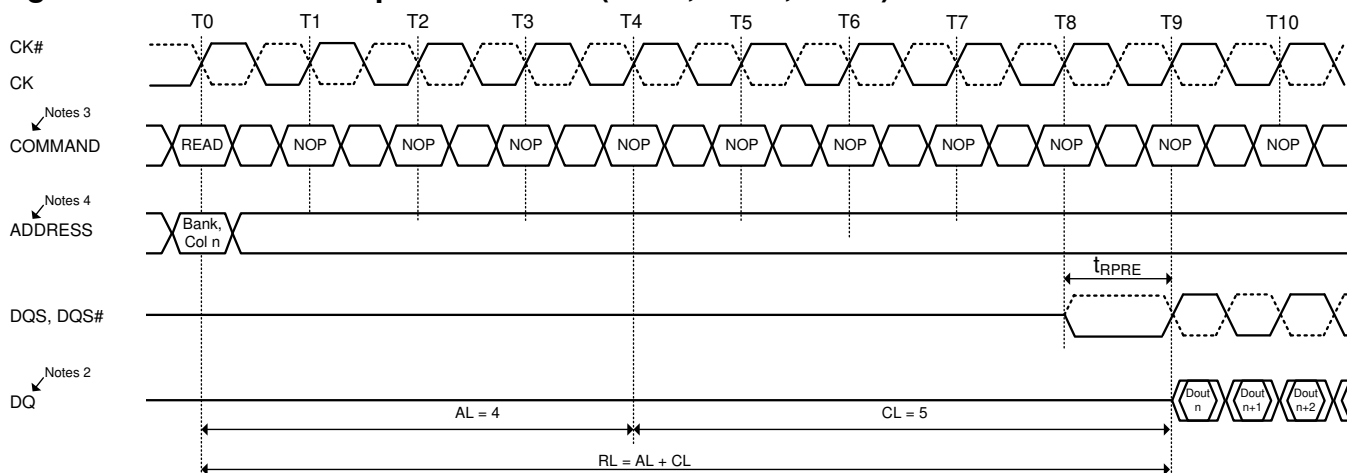 T0 T1 T2 T3 T4 T5 T6 T7 T8 T9 T10
CK#
CK
Notes 3
COMMAND READ NOP NOP NOP NOP NOP NOP NOP NOP NOP NOP
Notes 4
ADDRESS
Bank,
Col n
tRPRE
DQS, DQS#
Notes 2
DQ
Dout
n
Dout
n+1
Dout
n+2
AL = 4 CL = 5
RL = AL + CL